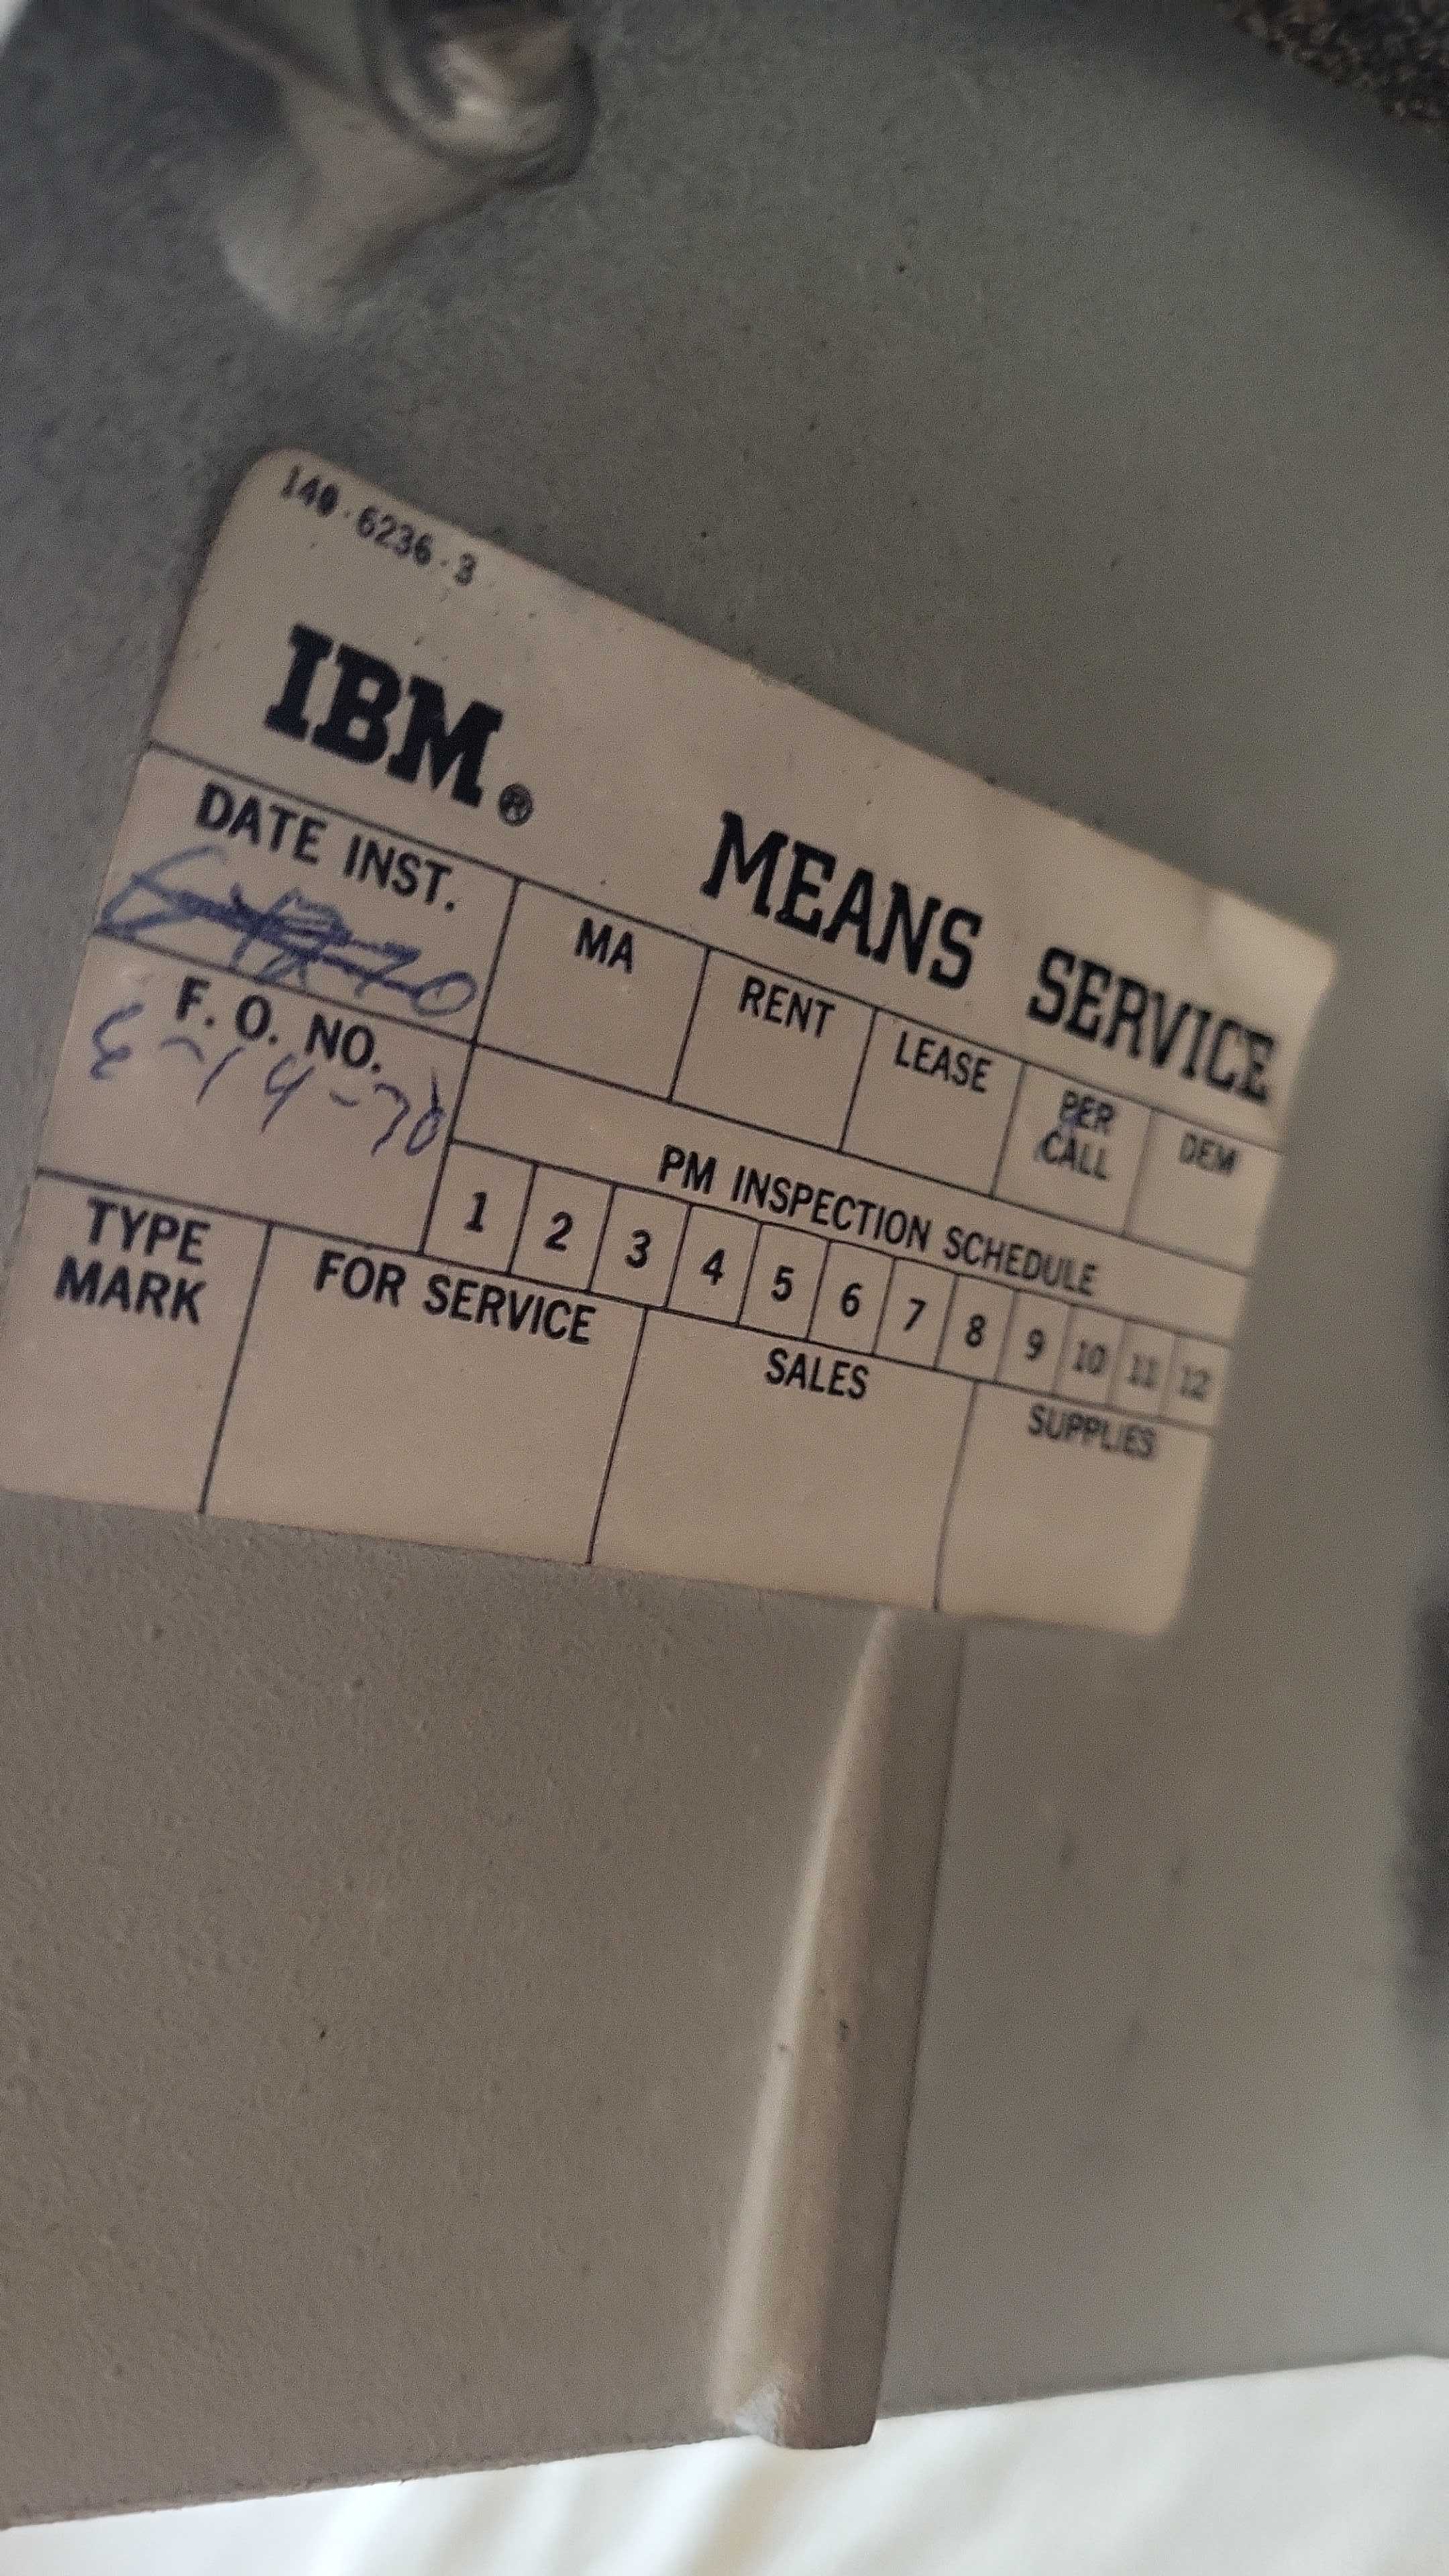 140-6236-3
IBM® MEANS SERVICE
DATE INST.
MA
RENT
LEASE
PER
CALL
DEM
F. O. NO.
-14-70
PM INSPECTION SCHEDULE
1 2 3 4 5 6 7 8 9 10 11 12
TYPE
MARK
FOR SERVICE
SALES
SUPPLIES